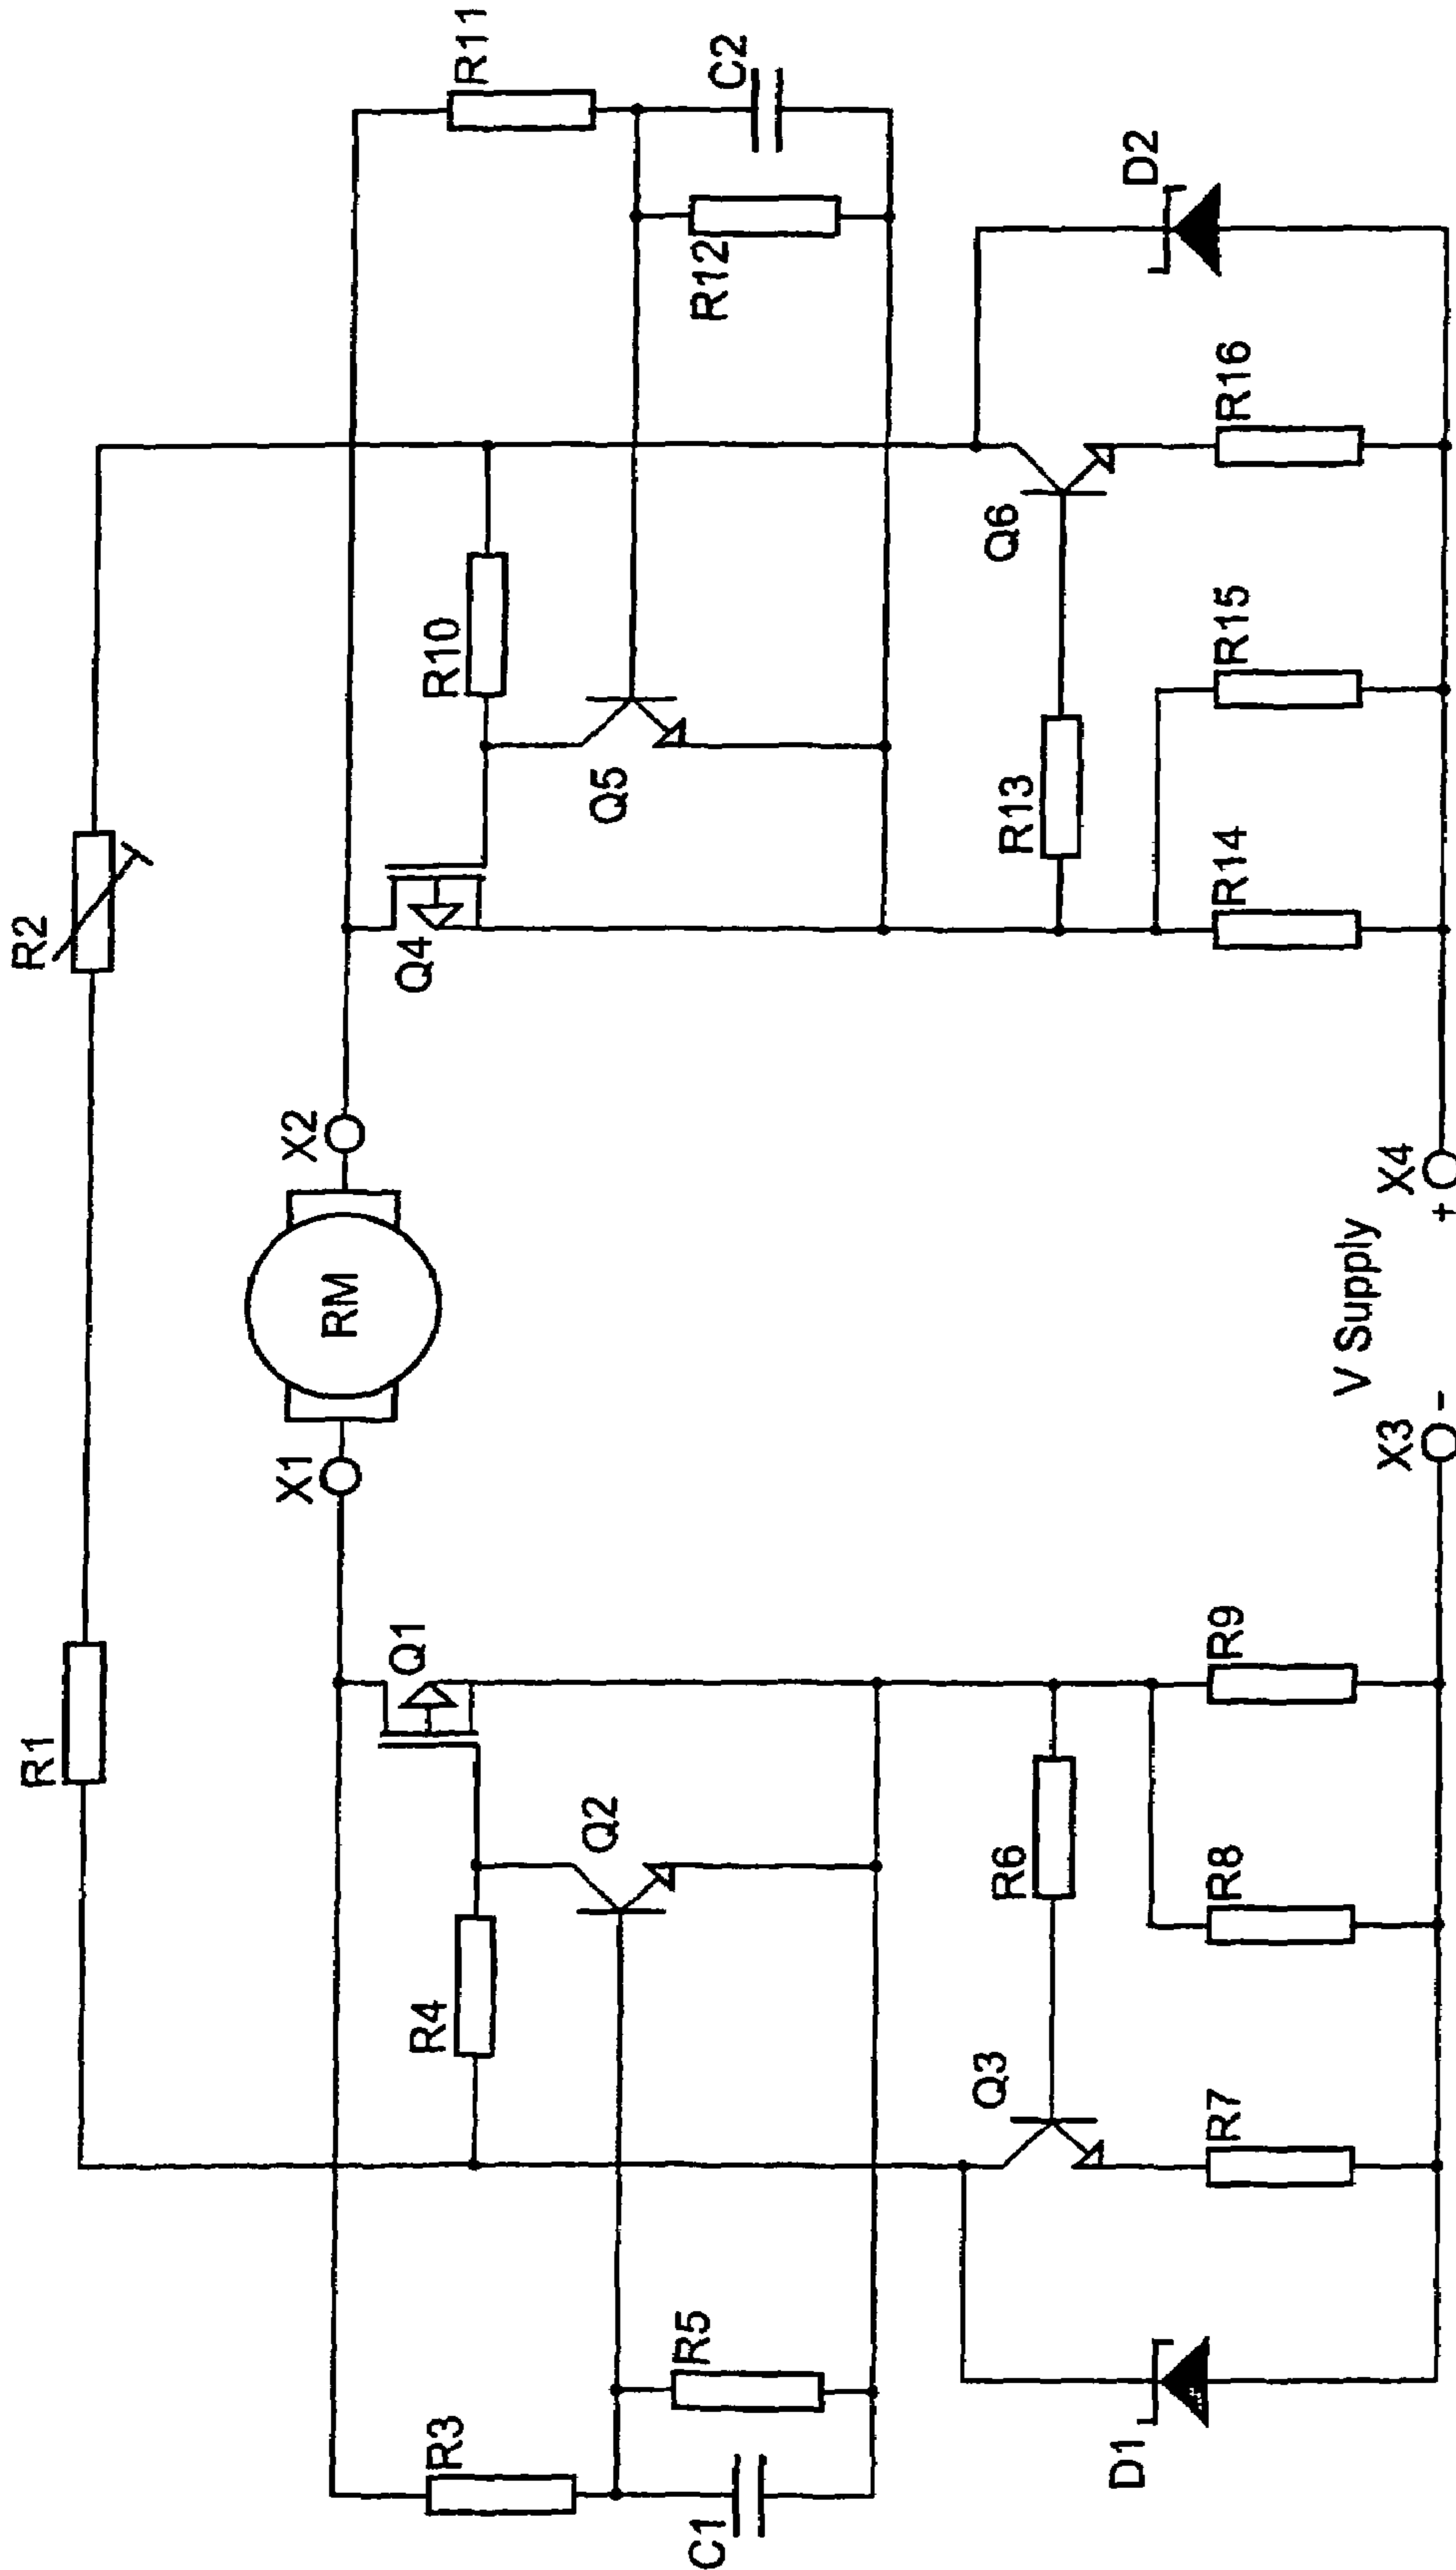 R1
R2
X1
RM
X2
R3
R4
Q1
Q4
R10
R11
C1
R5
Q2
Q5
R12
C2
Q3
R6
R13
Q6
D1
R7
R8
R9
R14
R15
R16
D2
V Supply
X3
-
+
X4